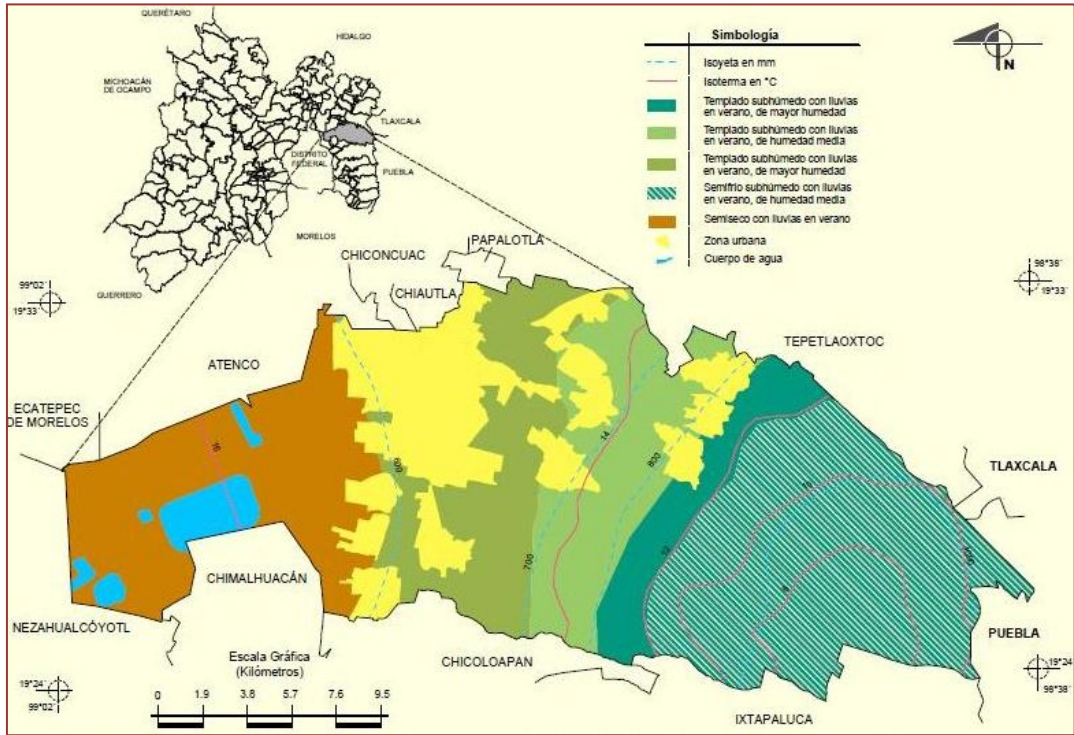 QUERÉTARO
HIDALGO
MICHOACÁN
DE OCAMPO
TLAXCALA
DISTRITO
FEDERAL
PUEBLA
MORELOS
GUERRERO
Simbología
Isoyeta en mm
Isoterma en °C
Templado subhúmedo con lluvias
en verano, de mayor humedad
Templado subhúmedo con lluvias
en verano, de humedad media
Templado subhúmedo con lluvias
en verano, de mayor humedad
Semifrío subhúmedo con lluvias
en verano, de humedad media
Semiseco con lluvias en verano
Zona urbana
Cuerpo de agua
N
99°02'
19°33'
98°38'
19°33'
CHICONCUAC
PAPALOTLA
CHIAUTLA
ATENCO
TEPETLAOXTOC
ECATEPEC
DE MORELOS
TLAXCALA
16
600
14
800
700
10
1000
CHIMALHUACÁN
NEZAHUALCÓYOTL
CHICOLOAPAN
PUEBLA
IXTAPALUCA
19°24'
99°02'
19°24'
98°38'
Escala Gráfica
(Kilómetros)
0 1.9 3.8 5.7 7.6 9.5